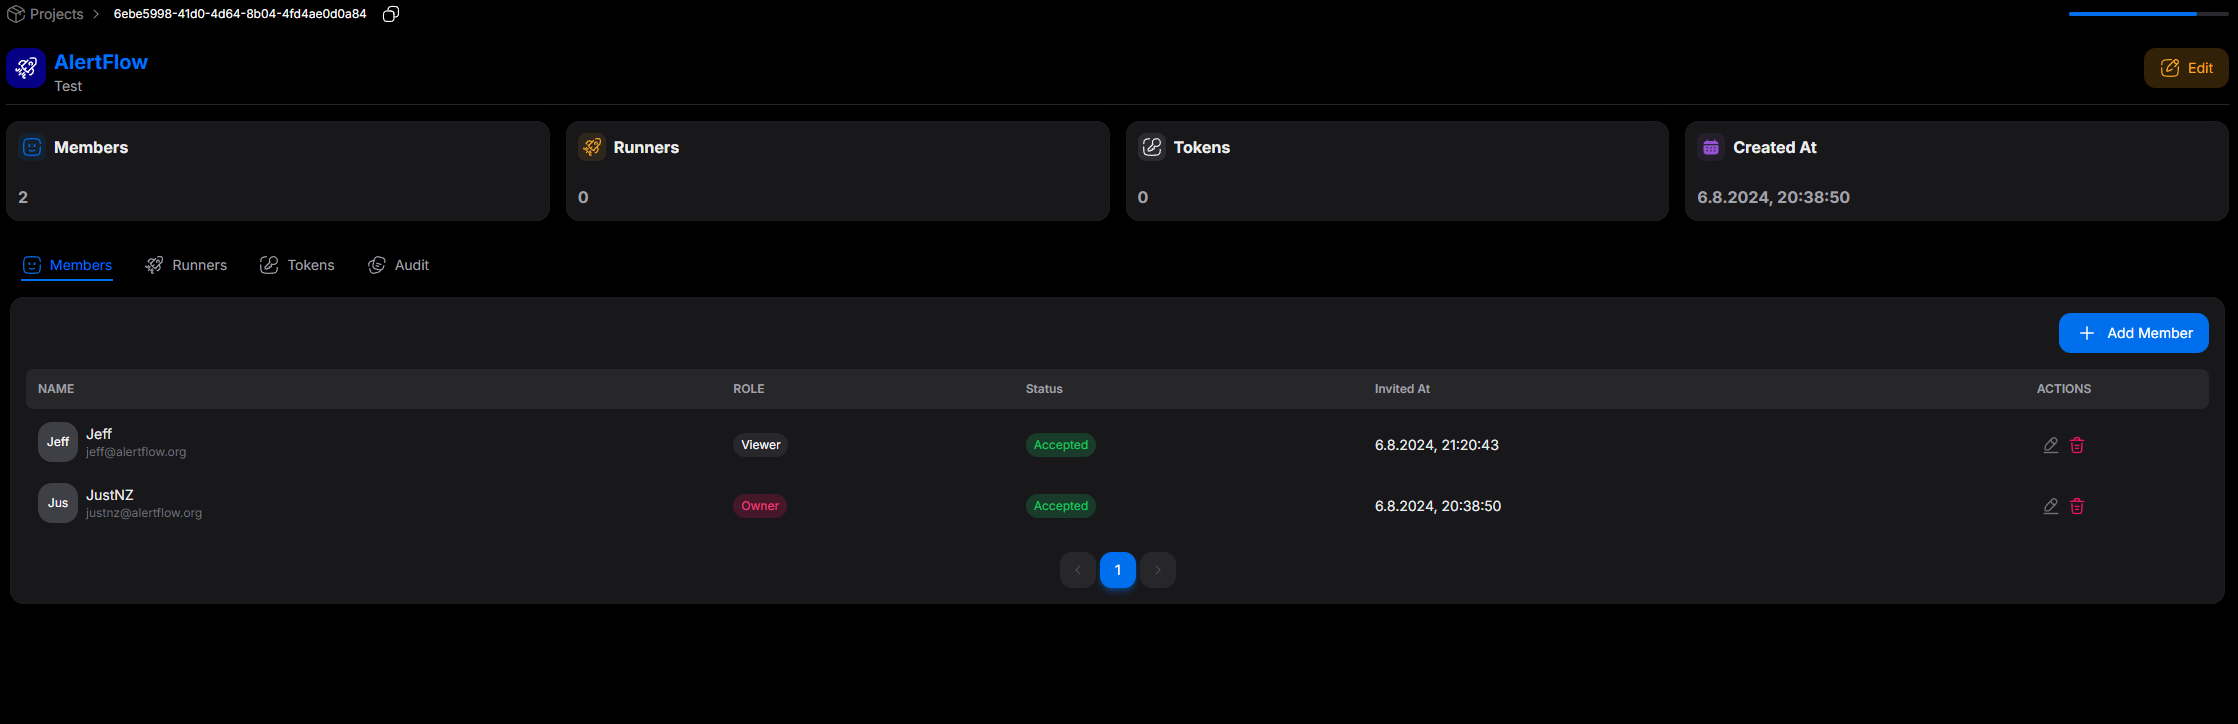 Projects > 6ebe5998-41d0-4d64-8b04-4fd4ae0d0a84
AlertFlow
Test
Edit
Members
2
Runners
0
Tokens
0
Created At
6.8.2024, 20:38:50
Members Runners Tokens Audit
Add Member
NAME ROLE Status Invited At ACTIONS
Jeff Jeff Viewer Accepted 6.8.2024, 21:20:43
jeff@alertflow.org
Jus JustNZ Owner Accepted 6.8.2024, 20:38:50
justnz@alertflow.org
< 1 >